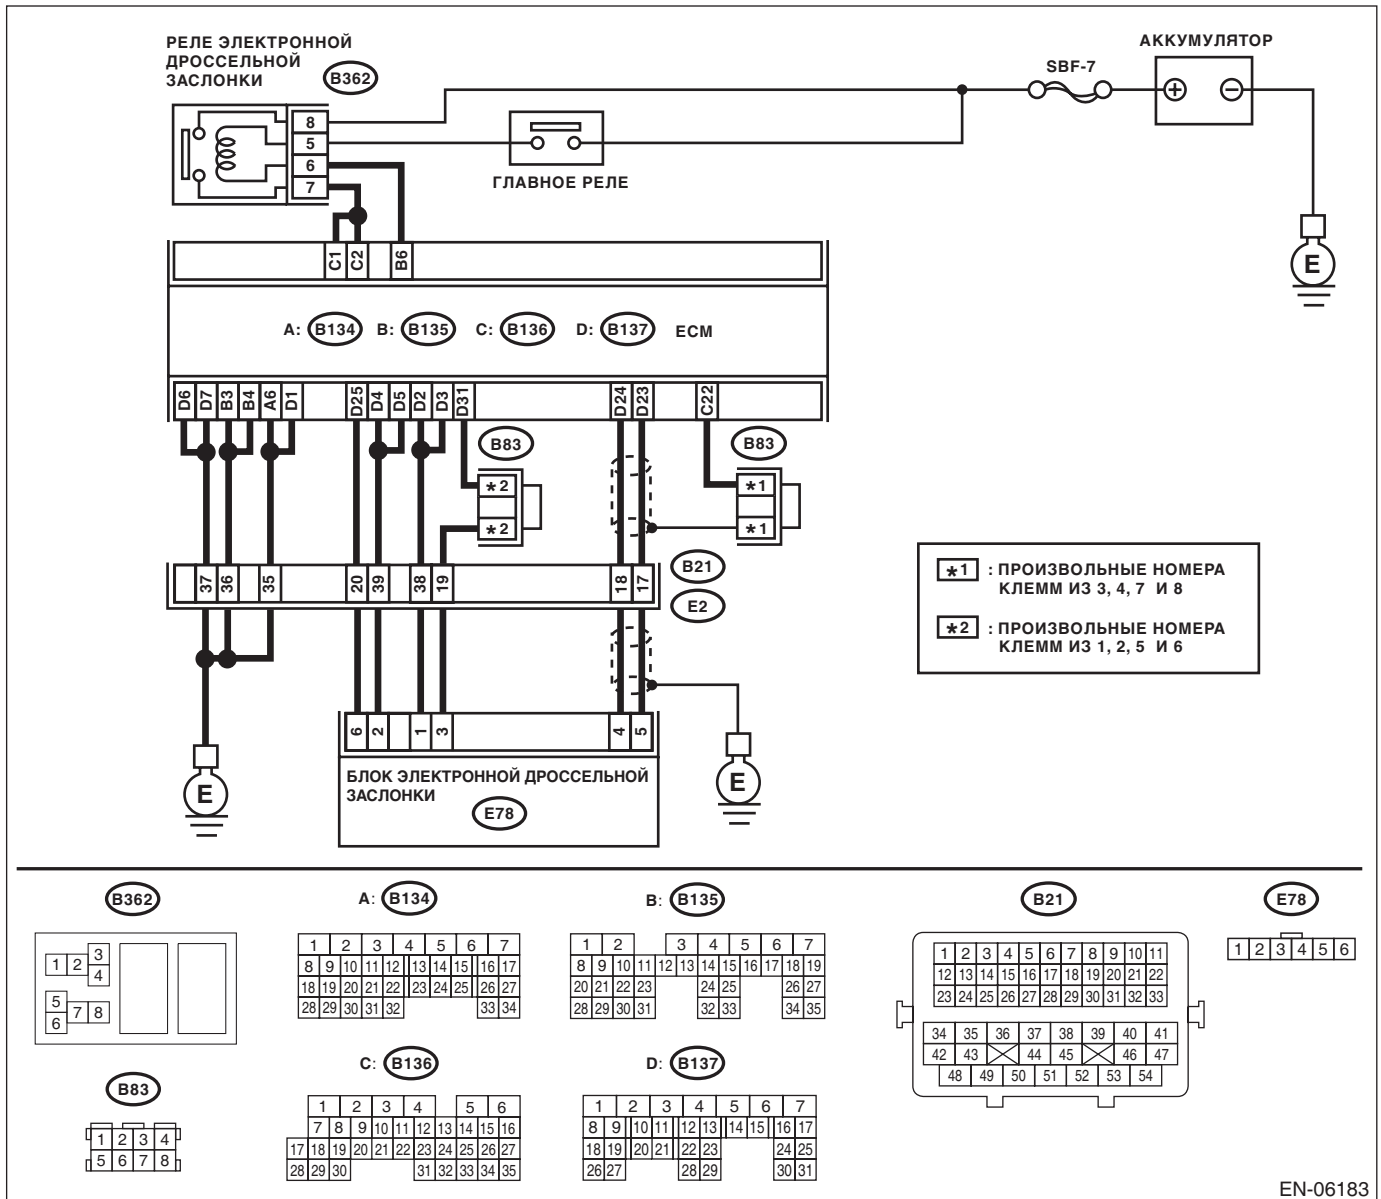 РЕЛЕ ЭЛЕКТРОННОЙ
ДРОССЕЛЬНОЙ
ЗАСЛОНКИ
B362
АККУМУЛЯТОР
SBF-7
8
5
6
7
ГЛАВНОЕ РЕЛЕ
E
C1 C2 B6
A: B134 B: B135 C: B136 D: B137 ECM
D6 D7 B3 B4 A6 D1 D25 D4 D5 D2 D3 D31 D24 D23 C22
B83 B83
*2 *1
*2 *1
37 36 35 20 39 38 19 18 17
B21
E2
*1 : ПРОИЗВОЛЬНЫЕ НОМЕРА
КЛЕММ ИЗ 3, 4, 7 И 8
*2 : ПРОИЗВОЛЬНЫЕ НОМЕРА
КЛЕММ ИЗ 1, 2, 5 И 6
6 2 1 3 4 5
БЛОК ЭЛЕКТРОННОЙ ДРОССЕЛЬНОЙ
ЗАСЛОНКИ
E78
E
E
B362
1 2 3
4
5 7 8
6
B83
1 2 3 4
5 6 7 8
A: B134
1 2 3 4 5 6 7
8 9 10 11 12 13 14 15 16 17
18 19 20 21 22 23 24 25 26 27
28 29 30 31 32 33 34
B: B135
1 2 3 4 5 6 7
8 9 10 11 12 13 14 15 16 17 18 19
20 21 22 23 24 25 26 27
28 29 30 31 32 33 34 35
C: B136
1 2 3 4 5 6
7 8 9 10 11 12 13 14 15 16
17 18 19 20 21 22 23 24 25 26 27
28 29 30 31 32 33 34 35
D: B137
1 2 3 4 5 6 7
8 9 10 11 12 13 14 15 16 17
18 19 20 21 22 23 24 25
26 27 28 29 30 31
B21
1 2 3 4 5 6 7 8 9 10 11
12 13 14 15 16 17 18 19 20 21 22
23 24 25 26 27 28 29 30 31 32 33
34 35 36 37 38 39 40 41
42 43 44 45 46 47
48 49 50 51 52 53 54
E78
1 2 3 4 5 6
EN-06183